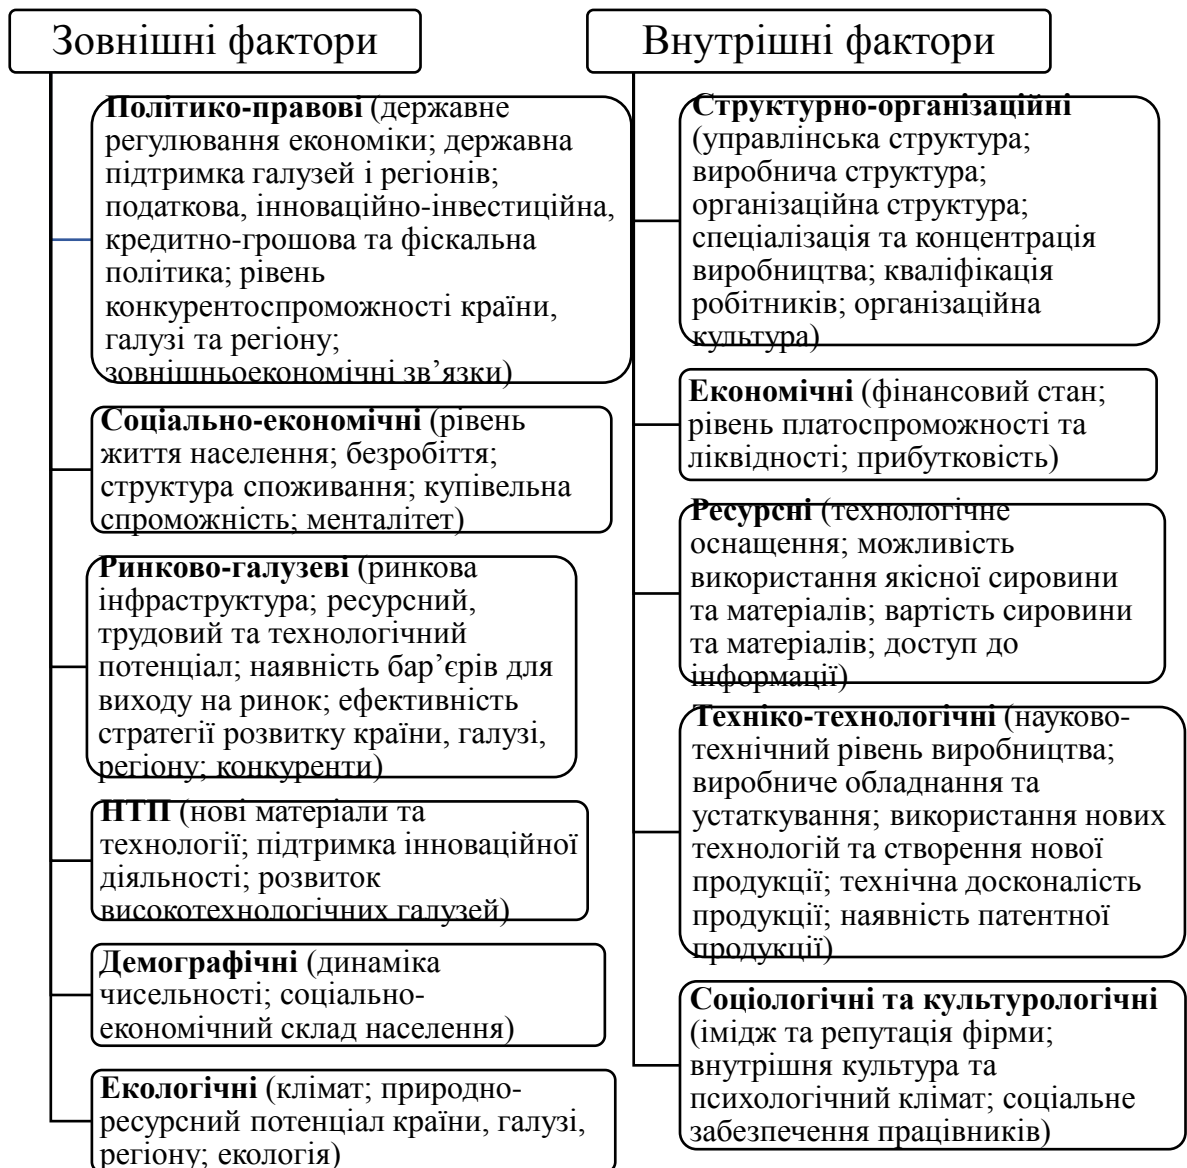 Зовнішні фактори
Політико-правові (державне
регулювання економіки; державна
підтримка галузей і регіонів;
податкова, інноваційно-інвестиційна,
кредитно-грошова та фіскальна
політика; рівень
конкурентоспроможності країни,
галузі та регіону;
зовнішньоекономічні зв’язки)
Соціально-економічні (рівень
життя населення; безробіття;
структура споживання; купівельна
спроможність; менталітет)
Ринково-галузеві (ринкова
інфраструктура; ресурсний,
трудовий та технологічний
потенціал; наявність бар’єрів для
виходу на ринок; ефективність
стратегії розвитку країни, галузі,
регіону; конкуренти)
НТП (нові матеріали та
технології; підтримка інноваційної
діяльності; розвиток
високотехнологічних галузей)
Демографічні (динаміка
чисельності; соціально-
економічний склад населення)
Екологічні (клімат; природно-
ресурсний потенціал країни, галузі,
регіону; екологія)
Внутрішні фактори
Структурно-організаційні
(управлінська структура;
виробнича структура;
організаційна структура;
спеціалізація та концентрація
виробництва; кваліфікація
робітників; організаційна
культура)
Економічні (фінансовий стан;
рівень платоспроможності та
ліквідності; прибутковість)
Ресурсні (технологічне
оснащення; можливість
використання якісної сировини
та матеріалів; вартість сировини
та матеріалів; доступ до
інформації)
Техніко-технологічні (науково-
технічний рівень виробництва;
виробниче обладнання та
устаткування; використання нових
технологій та створення нової
продукції; технічна досконалість
продукції; наявність патентної
продукції)
Соціологічні та культурологічні
(імідж та репутація фірми;
внутрішня культура та
психологічний клімат; соціальне
забезпечення працівників)